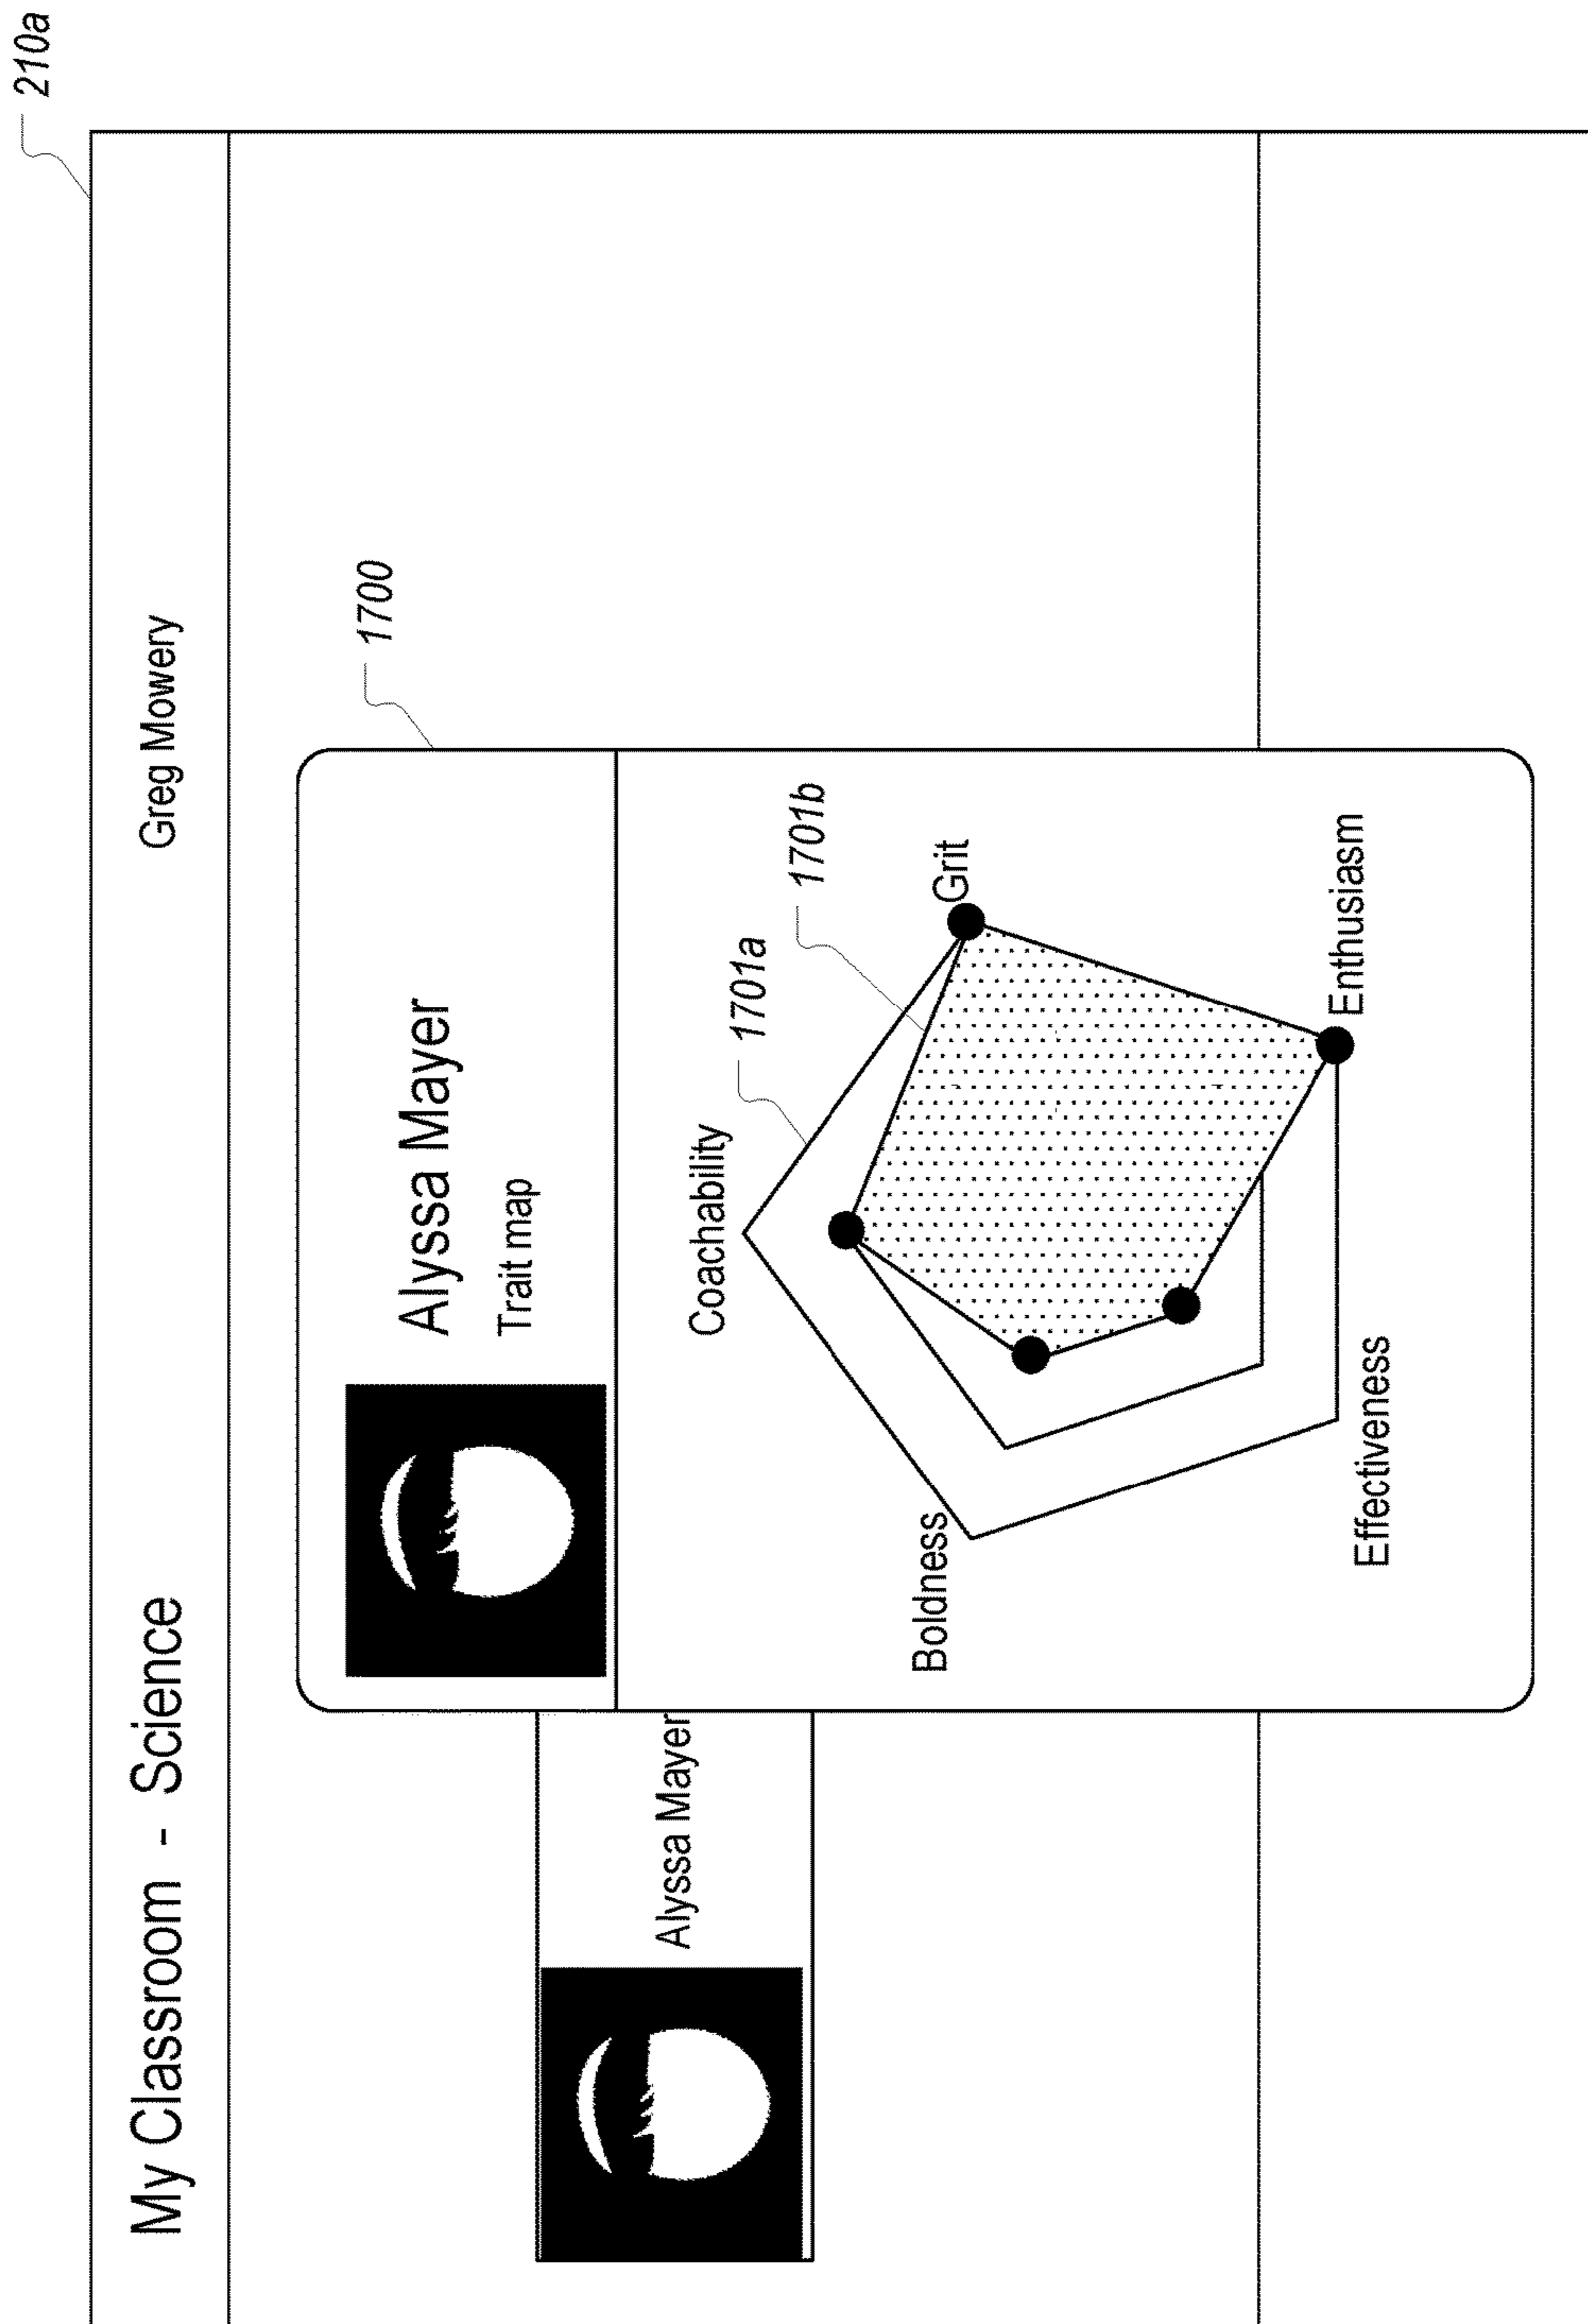 210a
My Classroom - Science
Greg Mowery
1700
Alyssa Mayer
Trait map
Alyssa Mayer
Coachability
1701a
1701b
Boldness
Grit
Effectiveness
Enthusiasm